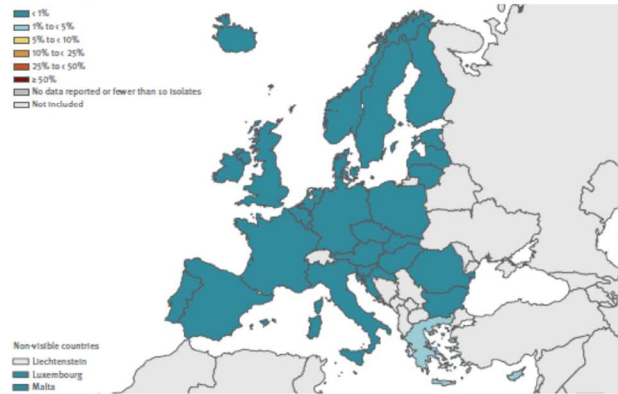 < 1%
1% to < 5%
5% to < 10%
10% to < 25%
25% to < 50%
≥ 50%
No data reported or fewer than 10 isolates
Not included
Non-visible countries
Liechtenstein
Luxembourg
Malta